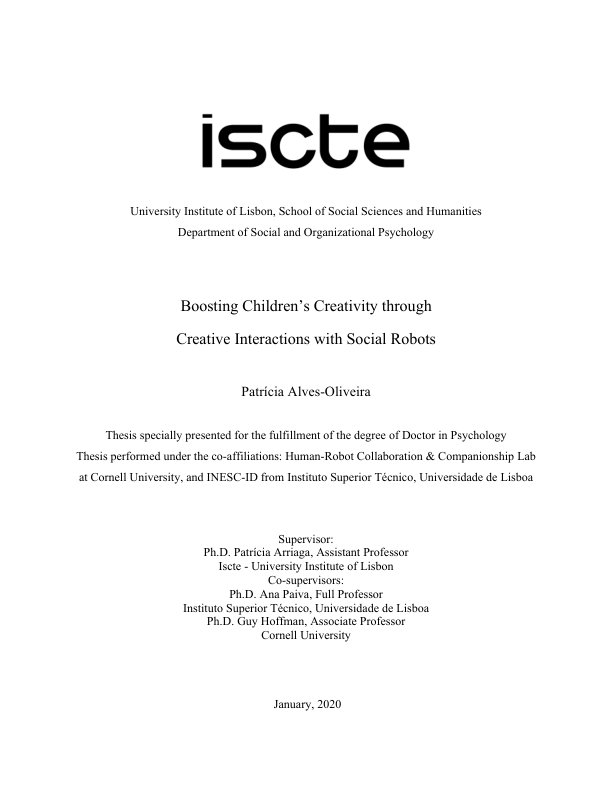 iscte
University Institute of Lisbon, School of Social Sciences and Humanities
Department of Social and Organizational Psychology
Boosting Children’s Creativity through
Creative Interactions with Social Robots
Patrícia Alves-Oliveira
Thesis specially presented for the fulfillment of the degree of Doctor in Psychology
Thesis performed under the co-affiliations: Human-Robot Collaboration & Companionship Lab
at Cornell University, and INESC-ID from Instituto Superior Técnico, Universidade de Lisboa
Supervisor:
Ph.D. Patrícia Arriaga, Assistant Professor
Iscte - University Institute of Lisbon
Co-supervisors:
Ph.D. Ana Paiva, Full Professor
Instituto Superior Técnico, Universidade de Lisboa
Ph.D. Guy Hoffman, Associate Professor
Cornell University
January, 2020